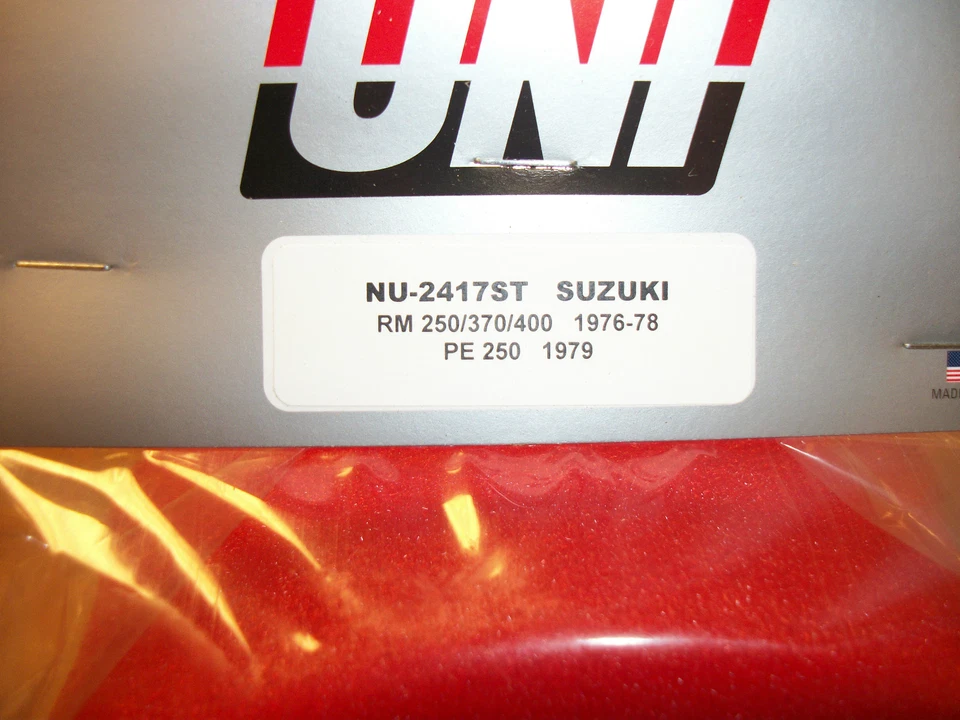 UNI
NU-2417ST SUZUKI
RM 250/370/400 1976-78
PE 250 1979